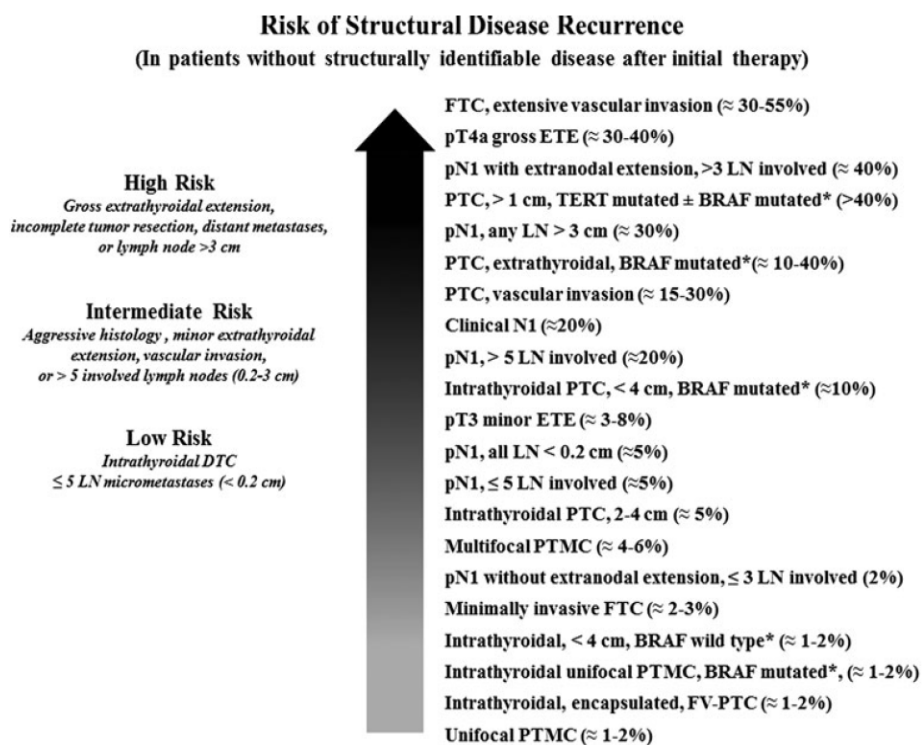 Risk of Structural Disease Recurrence
(In patients without structurally identifiable disease after initial therapy)
High Risk
Gross extrathyroidal extension,
incomplete tumor resection, distant metastases,
or lymph node >3 cm
Intermediate Risk
Aggressive histology , minor extrathyroidal
extension, vascular invasion,
or > 5 involved lymph nodes (0.2-3 cm)
Low Risk
Intrathyroidal DTC
≤ 5 LN micrometastases (< 0.2 cm)
FTC, extensive vascular invasion (≈ 30-55%)
pT4a gross ETE (≈ 30-40%)
pN1 with extranodal extension, >3 LN involved (≈ 40%)
PTC, > 1 cm, TERT mutated ± BRAF mutated* (>40%)
pN1, any LN > 3 cm (≈ 30%)
PTC, extrathyroidal, BRAF mutated*(≈ 10-40%)
PTC, vascular invasion (≈ 15-30%)
Clinical N1 (≈20%)
pN1, > 5 LN involved (≈20%)
Intrathyroidal PTC, < 4 cm, BRAF mutated* (≈10%)
pT3 minor ETE (≈ 3-8%)
pN1, all LN < 0.2 cm (≈5%)
pN1, ≤ 5 LN involved (≈5%)
Intrathyroidal PTC, 2-4 cm (≈ 5%)
Multifocal PTMC (≈ 4-6%)
pN1 without extranodal extension, ≤ 3 LN involved (2%)
Minimally invasive FTC (≈ 2-3%)
Intrathyroidal, < 4 cm, BRAF wild type* (≈ 1-2%)
Intrathyroidal unifocal PTMC, BRAF mutated*, (≈ 1-2%)
Intrathyroidal, encapsulated, FV-PTC (≈ 1-2%)
Unifocal PTMC (≈ 1-2%)